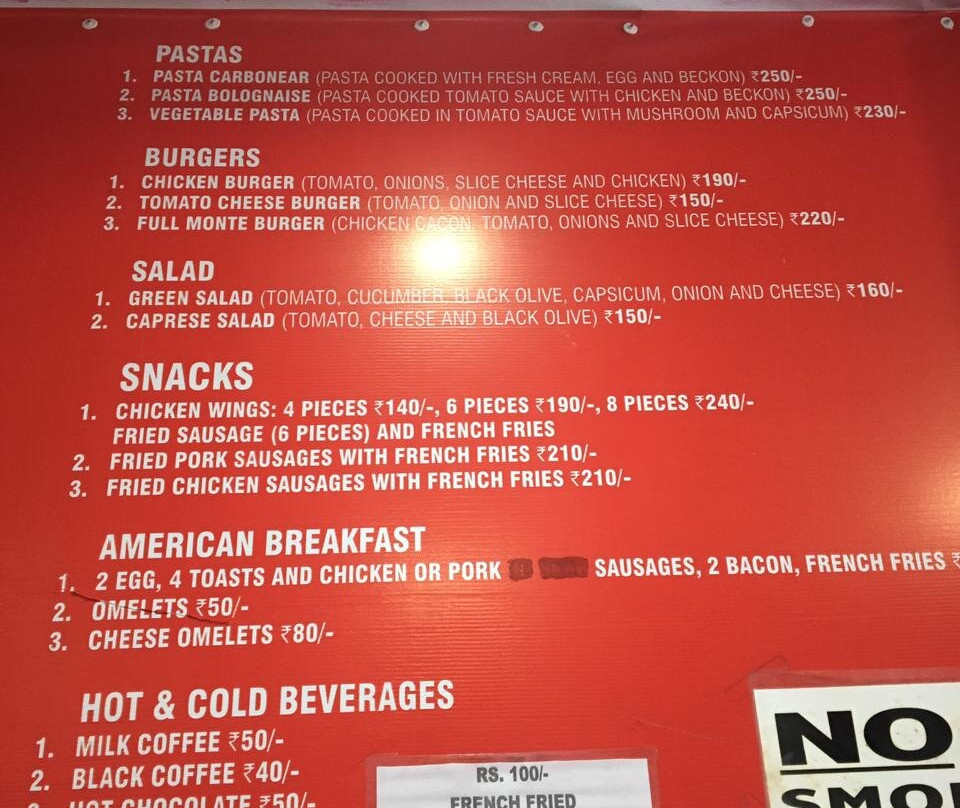 PASTAS
1. PASTA CARBONEAR (PASTA COOKED WITH FRESH CREAM, EGG AND BECKON) ₹250/-
2. PASTA BOLOGNAISE (PASTA COOKED TOMATO SAUCE WITH CHICKEN AND BECKON) ₹250/-
3. VEGETABLE PASTA (PASTA COOKED IN TOMATO SAUCE WITH MUSHROOM AND CAPSICUM) ₹230/-
BURGERS
1. CHICKEN BURGER (TOMATO, ONIONS, SLICE CHEESE AND CHICKEN) ₹190/-
2. TOMATO CHEESE BURGER (TOMATO, ONION AND SLICE CHEESE) ₹150/-
3. FULL MONTE BURGER (CHICKEN CACON, TOMATO, ONIONS AND SLICE CHEESE) ₹220/-
SALAD
1. GREEN SALAD (TOMATO, CUCUMBER, BLACK OLIVE, CAPSICUM, ONION AND CHEESE) ₹160/-
2. CAPRESE SALAD (TOMATO, CHEESE AND BLACK OLIVE) ₹150/-
SNACKS
1. CHICKEN WINGS: 4 PIECES ₹140/-, 6 PIECES ₹190/-, 8 PIECES ₹240/-
FRIED SAUSAGE (6 PIECES) AND FRENCH FRIES
2. FRIED PORK SAUSAGES WITH FRENCH FRIES ₹210/-
3. FRIED CHICKEN SAUSAGES WITH FRENCH FRIES ₹210/-
AMERICAN BREAKFAST
1. 2 EGG, 4 TOASTS AND CHICKEN OR PORK SAUSAGES, 2 BACON, FRENCH FRIES ₹
2. OMELETS ₹50/-
3. CHEESE OMELETS ₹80/-
HOT & COLD BEVERAGES
1. MILK COFFEE ₹50/-
2. BLACK COFFEE ₹40/-
3. HOT CHOCOLATE ₹50/-
RS. 100/-
FRENCH FRIED
NO
SMO